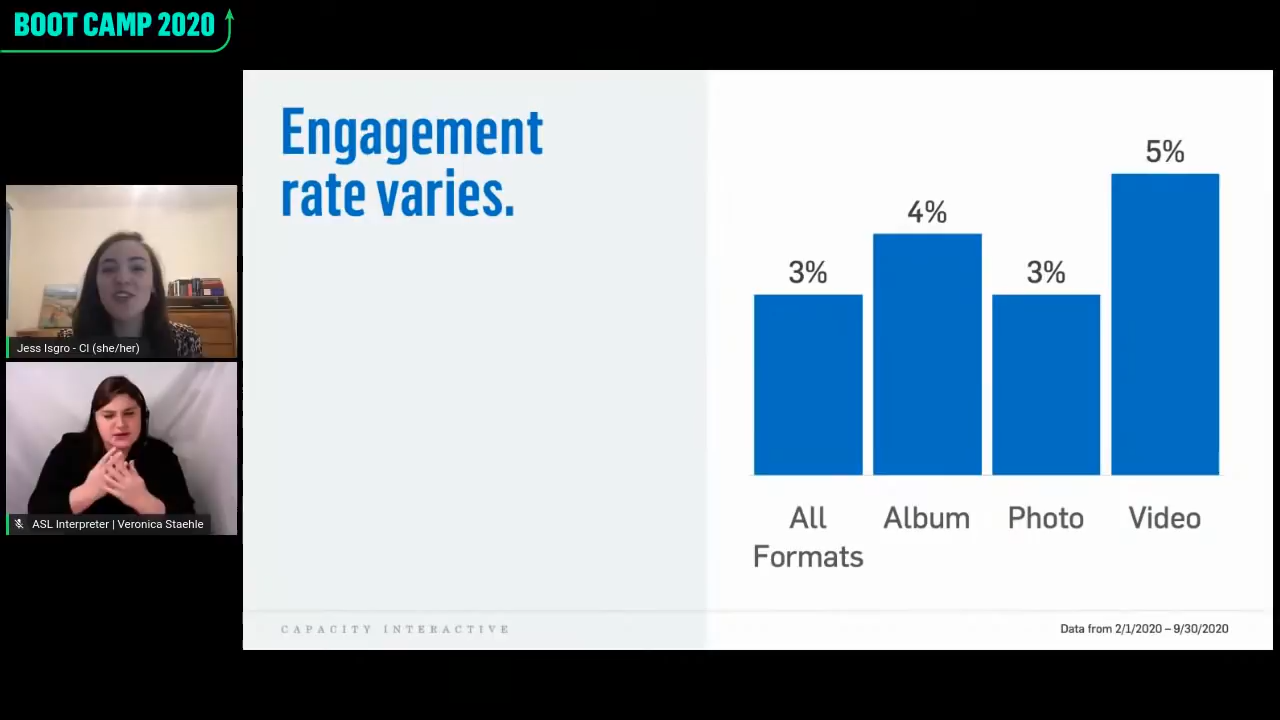 BOOT CAMP 2020
Engagement
rate varies.
3%
4%
3%
5%
All
Formats
Album
Photo
Video
Jess Isgro - CI (she/her)
ASL Interpreter | Veronica Staehle
CAPACITY INTERACTIVE
Data from 2/1/2020 – 9/30/2020